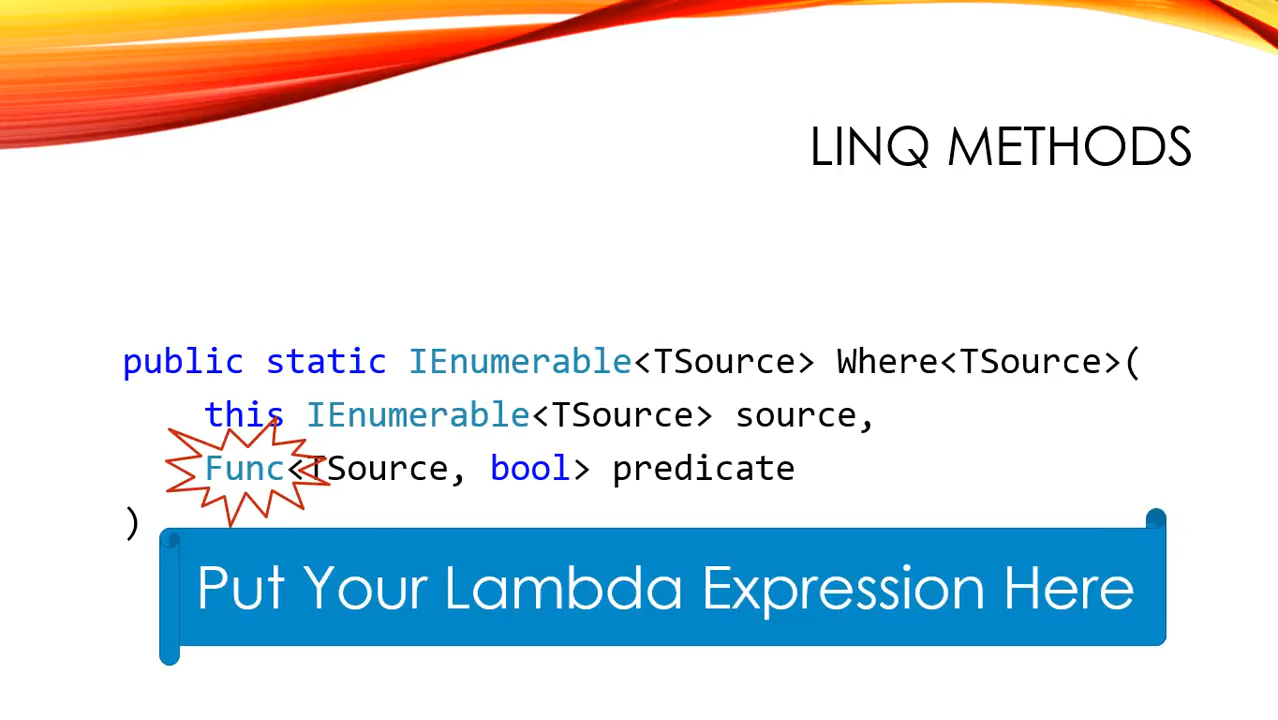 LINQ METHODS
public static IEnumerable<TSource> Where<TSource>(
this IEnumerable<TSource> source,
Func<TSource, bool> predicate
)
Put Your Lambda Expression Here